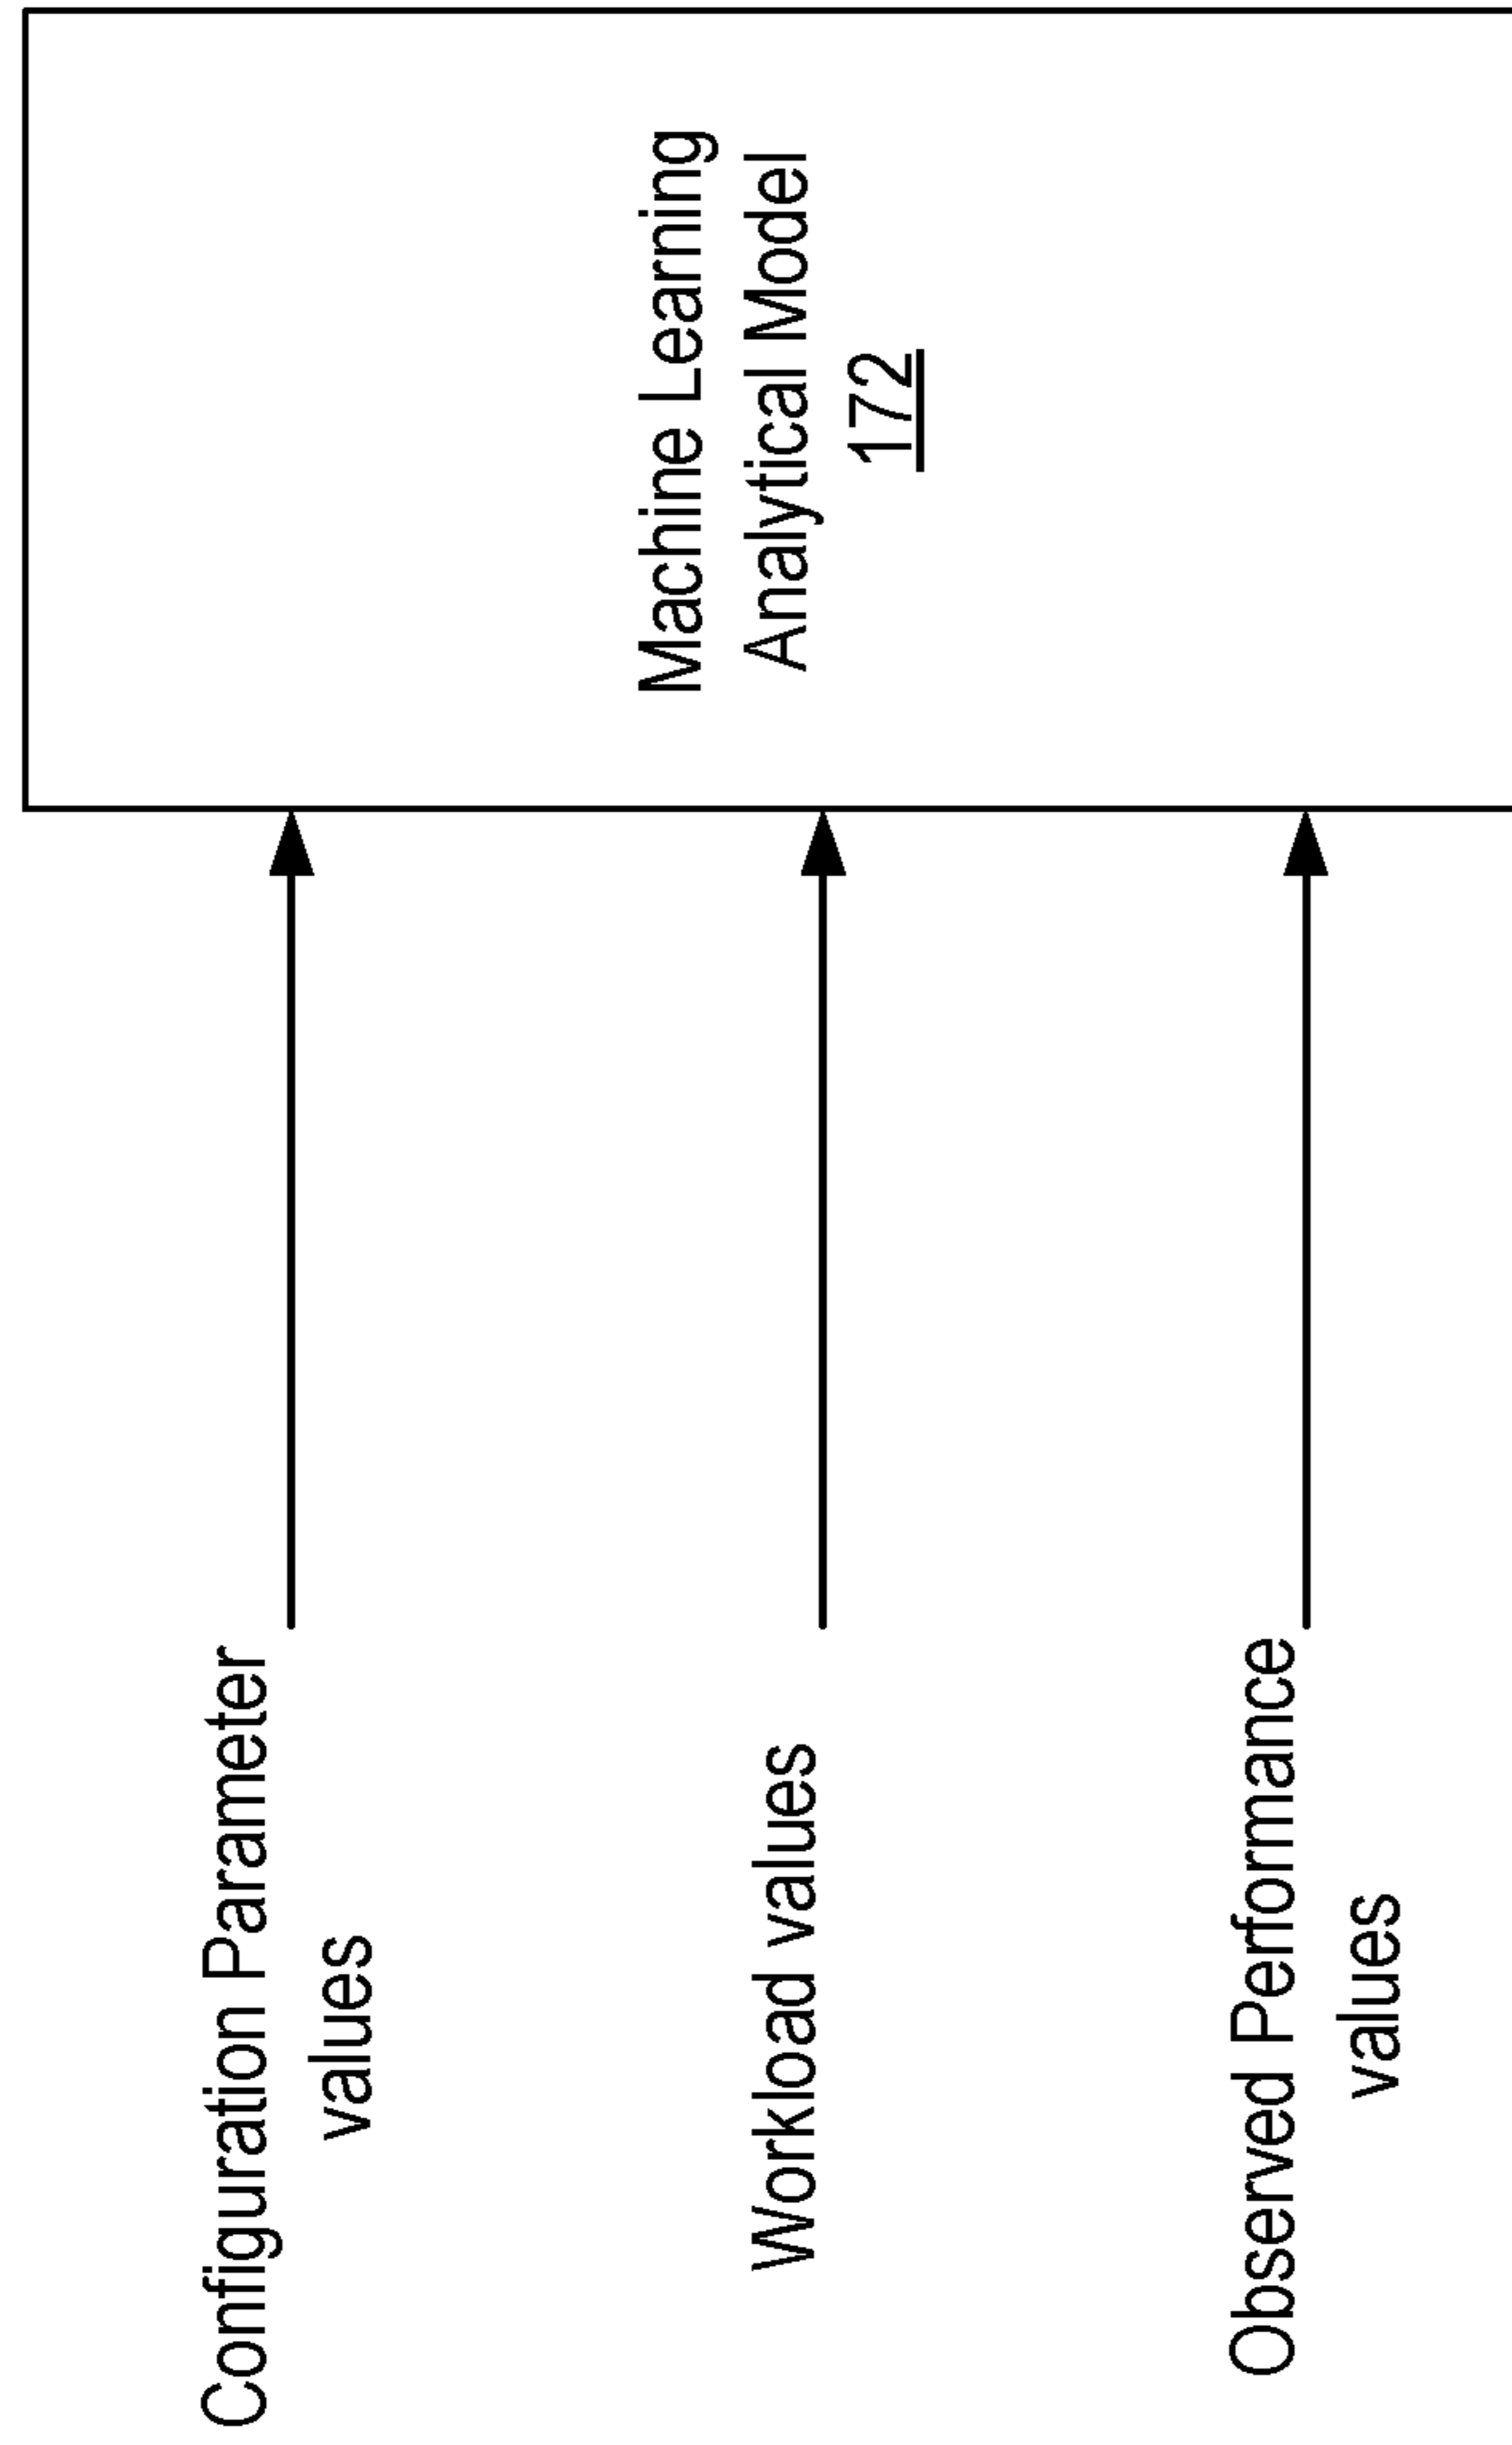 Configuration Parameter
values
Workload values
Observed Performance
values
Machine Learning
Analytical Model
172